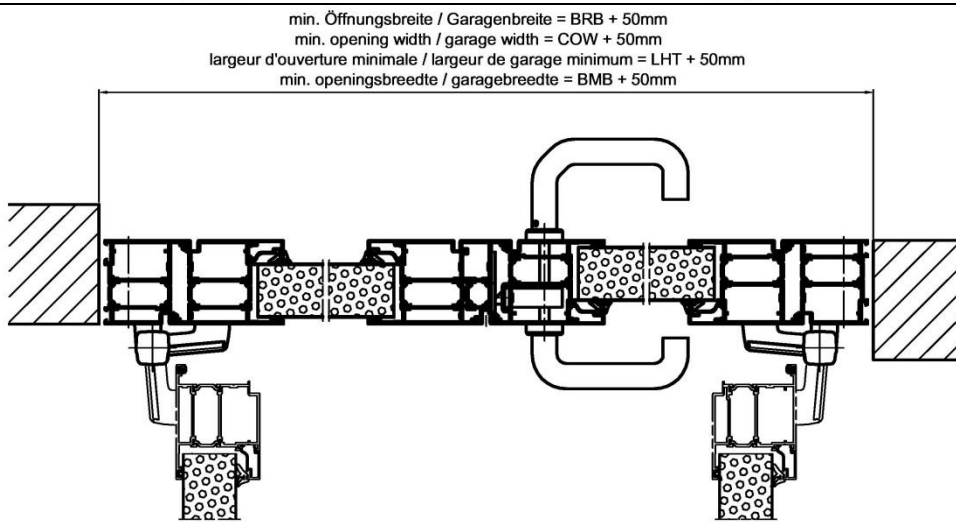 min. Öffnungsbreite / Garagenbreite = BRB + 50mm
min. opening width / garage width = COW + 50mm
largeur d'ouverture minimale / largeur de garage minimum = LHT + 50mm
min. openingsbreedte / garagebreedte = BMB + 50mm